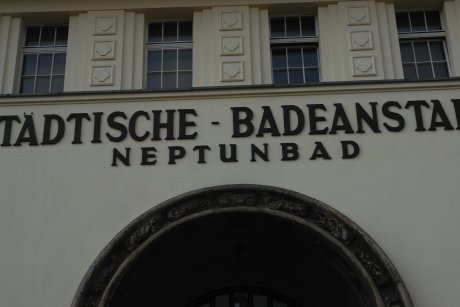 TÄDTISCHE - BADEANSTA
NEPTUNBAD